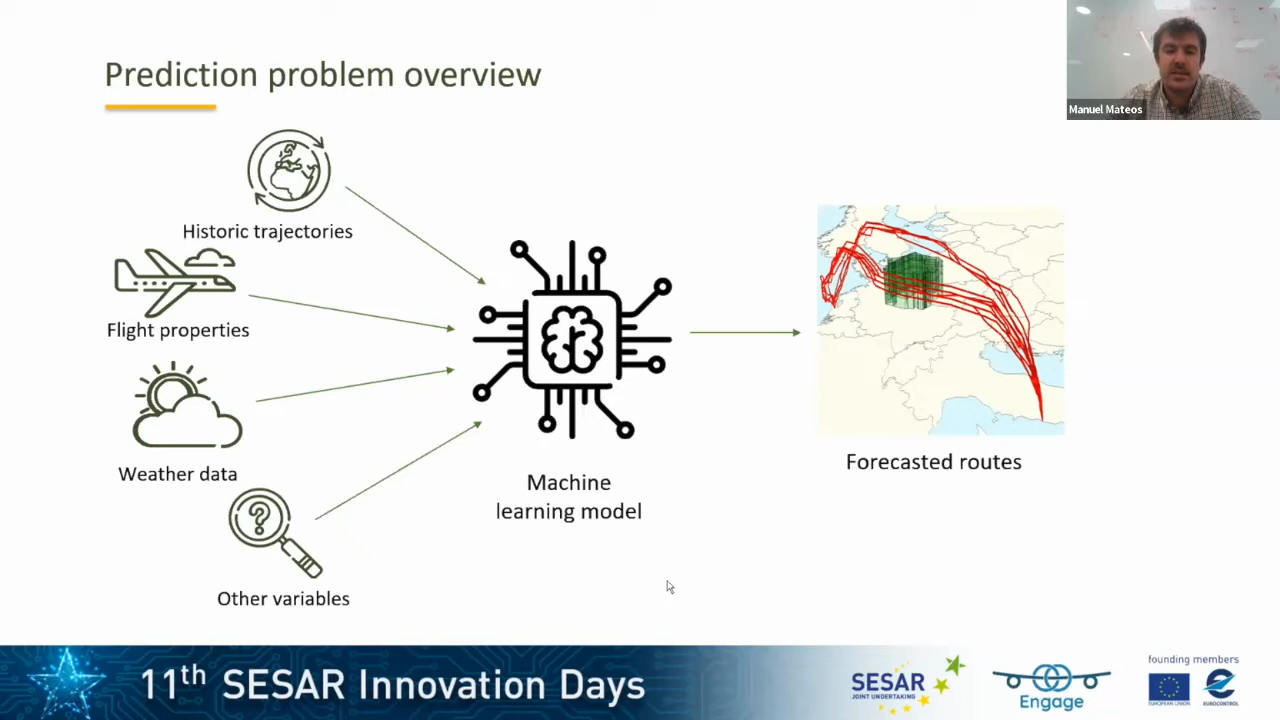 Prediction problem overview
Manuel Mateos
Historic trajectories
Flight properties
Weather data
Other variables
Machine
learning model
Forecasted routes
11th SESAR Innovation Days
SESAR
JOINT UNDERTAKING
Engage
founding members
EUROPEAN UNION
EUROCONTROL